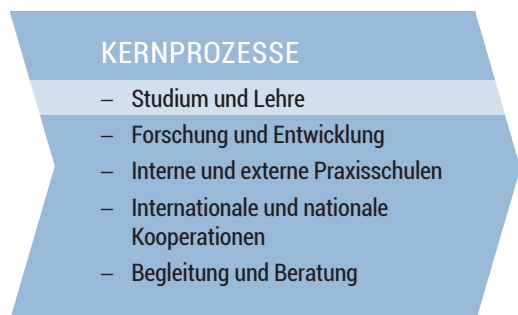 KERNPROZESSE
– Studium und Lehre
– Forschung und Entwicklung
– Interne und externe Praxisschulen
– Internationale und nationale
Kooperationen
– Begleitung und Beratung